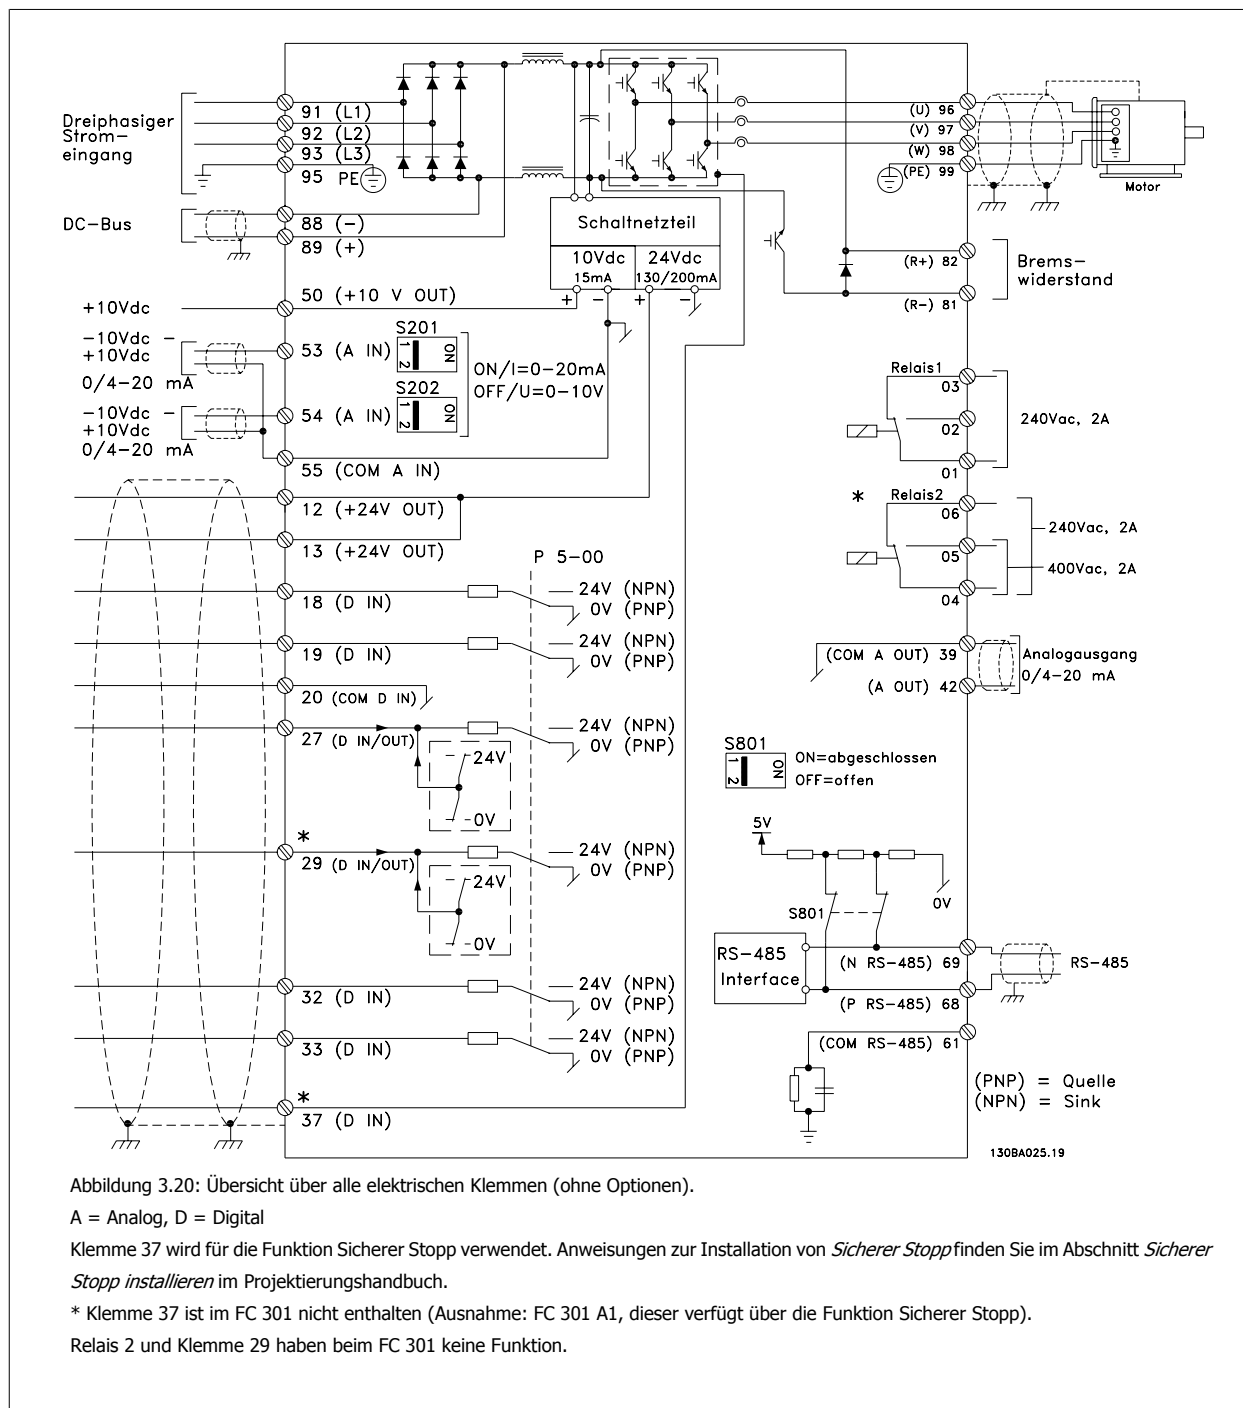 Dreiphasiger
Strom-
eingang
91 (L1)
92 (L2)
93 (L3)
95 PE
DC-Bus
88 (-)
89 (+)
(U) 96
(V) 97
(W) 98
(PE) 99
Motor
Schaltnetzteil
10Vdc
15mA
24Vdc
130/200mA
+ - + -
(R+) 82
(R-) 81
Brems-
widerstand
+10Vdc
50 (+10 V OUT)
-10Vdc -
+10Vdc
0/4-20 mA
53 (A IN)
S201
1 2 ON
ON/I=0-20mA
OFF/U=0-10V
S202
1 2 ON
-10Vdc -
+10Vdc
0/4-20 mA
54 (A IN)
55 (COM A IN)
12 (+24V OUT)
13 (+24V OUT)
Relais1
03
02
01
240Vac, 2A
*
Relais2
06
05
04
240Vac, 2A
400Vac, 2A
P 5-00
18 (D IN)
24V (NPN)
0V (PNP)
19 (D IN)
24V (NPN)
0V (PNP)
20 (COM D IN)
27 (D IN/OUT)
24V (NPN)
0V (PNP)
24V
0V
*
29 (D IN/OUT)
24V (NPN)
0V (PNP)
24V
0V
32 (D IN)
24V (NPN)
0V (PNP)
33 (D IN)
24V (NPN)
0V (PNP)
*
37 (D IN)
(COM A OUT) 39
(A OUT) 42
Analogausgang
0/4-20 mA
S801
1 2 ON
ON=abgeschlossen
OFF=offen
5V
S801
0V
RS-485
Interface
(N RS-485) 69
(P RS-485) 68
RS-485
(COM RS-485) 61
(PNP) = Quelle
(NPN) = Sink
130BA025.19
Abbildung 3.20: Übersicht über alle elektrischen Klemmen (ohne Optionen).
A = Analog, D = Digital
Klemme 37 wird für die Funktion Sicherer Stopp verwendet. Anweisungen zur Installation von Sicherer Stopp finden Sie im Abschnitt Sicherer
Stopp installieren im Projektierungshandbuch.
* Klemme 37 ist im FC 301 nicht enthalten (Ausnahme: FC 301 A1, dieser verfügt über die Funktion Sicherer Stopp).
Relais 2 und Klemme 29 haben beim FC 301 keine Funktion.